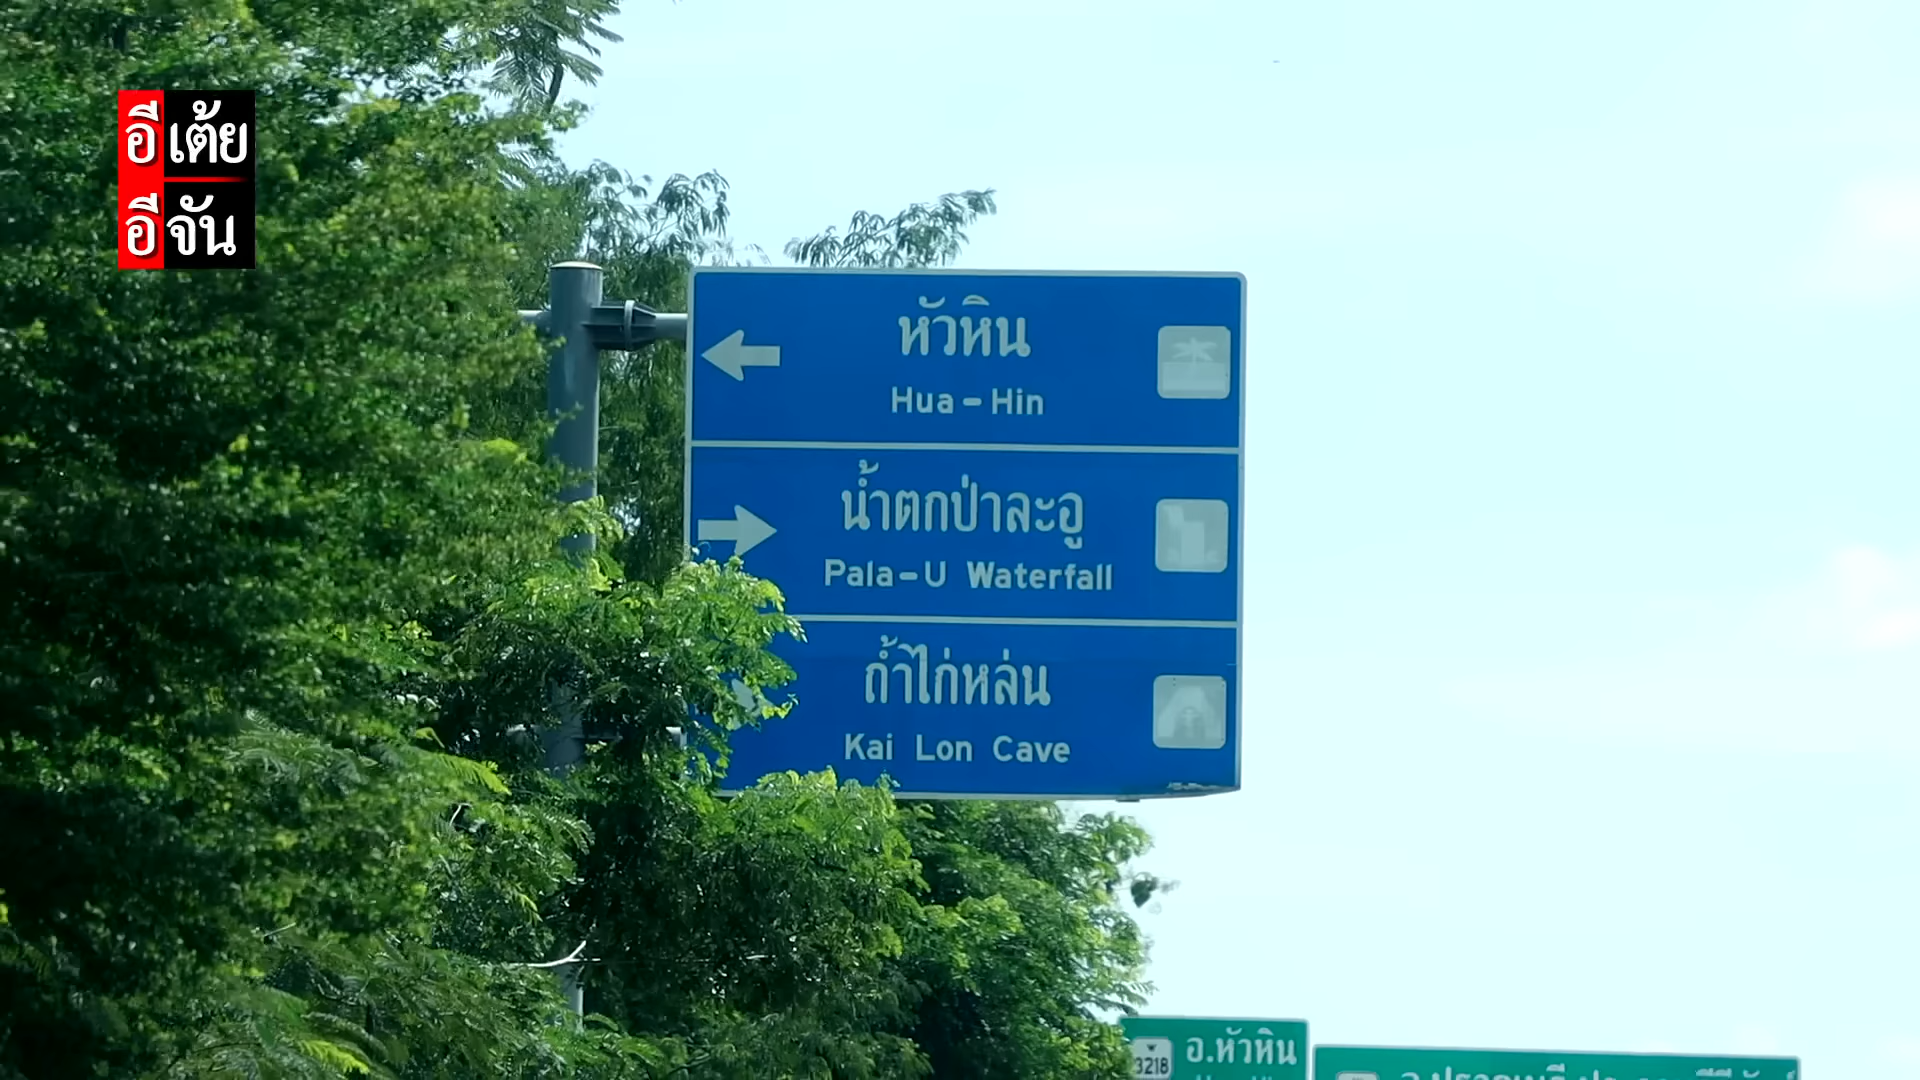 อีเต้ย
อีจัน
หัวหิน
Hua-Hin
น้ำตกป่าละอู
Pala-U Waterfall
ถ้ำไก่หล่น
Kai Lon Cave
3218 อ.หัวหิน